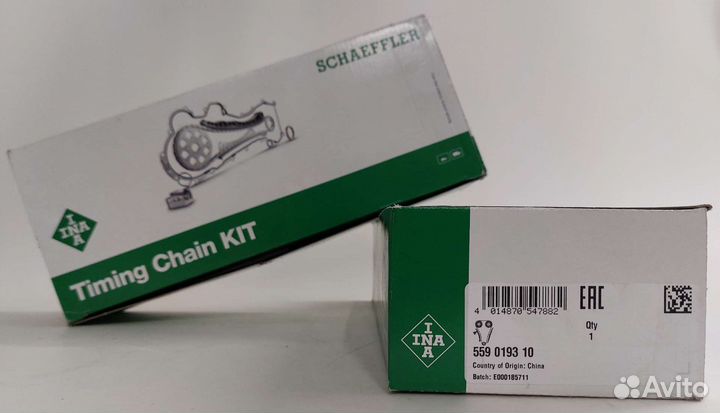 SCHAEFFLER
INA
INA
Timing Chain KIT
4 014870 547882
EAC
Qty
1
I
INA
A
559 0193 10
Country of Origin: China
Batch: E000185711
Avito